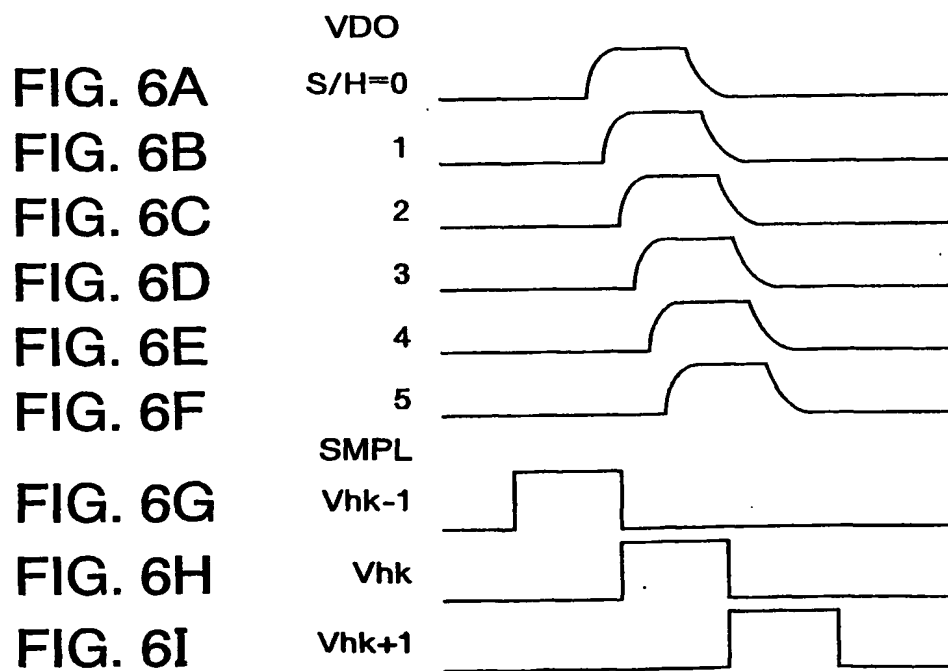 VDO
FIG. 6A S/H=0
FIG. 6B 1
FIG. 6C 2
FIG. 6D 3
FIG. 6E 4
FIG. 6F 5
SMPL
FIG. 6G Vhk-1
FIG. 6H Vhk
FIG. 6I Vhk+1